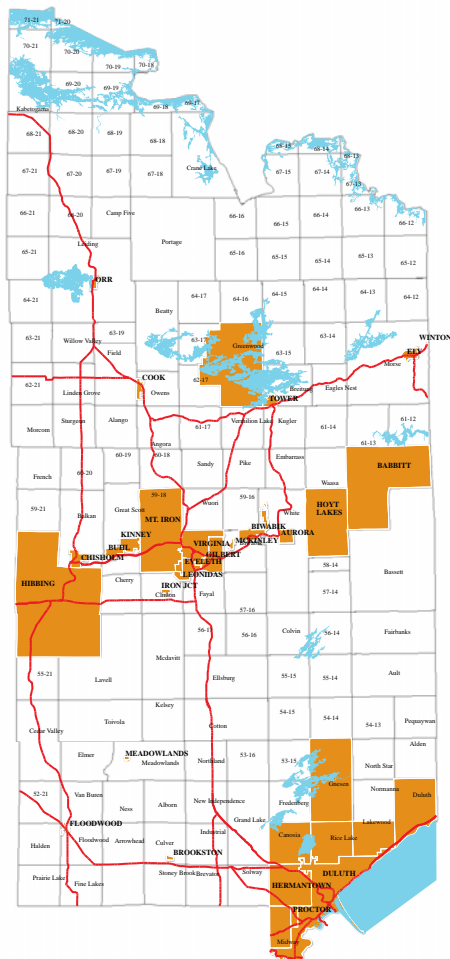 71-21 71-20
70-21 70-20
70-19 70-18
69-20 69-19
Kabetogama 69-18 69-17
68-21 68-20 68-19 68-18
68-15 68-14 68-13
67-21 67-20 67-19 67-18 Crane Lake 67-15 67-14 67-13
66-21 66-20 Camp Five 66-16 66-15 66-14 66-13 66-12
65-21 Leiding Portage 65-16 65-15 65-14 65-13 65-12
ORR
64-21 Beatty 64-17 64-16 64-15 64-14 64-13 64-12
63-21 Willow Valley 63-19 63-17 Greenwood 63-15 63-14 WINTON
Field ELY
Morse
62-21 Linden Grove COOK 62-17 Breitung Eagles Nest
Owens TOWER
Morcom Sturgeon Alango 61-17 Vermilion Lake Kugler 61-14 61-13 61-12
Angora
French 60-20 60-19 60-18 Sandy Pike Embarrass Waasa BABBITT
59-21 Balkan Great Scott 59-18 Wuori 59-16 White HOYT
MT. IRON LAKES
BIWABIK
KINNEY AURORA
BUHL VIRGINIA MCKINLEY
CHISHOLM GILBERT
EVELETH 58-14
HIBBING Cherry LEONIDAS Bassett
IRON JCT
Clinton Fayal 57-14
57-16
56-17 56-16 Colvin 56-14 Fairbanks
Mcdavitt
55-21 Lavell Ellsburg 55-15 55-14 Ault
Kelsey
Cedar Valley Toivola Cotton 54-15 54-14 54-13 Pequaywan
Alden
Elmer MEADOWLANDS
Meadowlands Northland 53-16 53-15 North Star
Gnesen Normanna
52-21 Van Buren Ness Alborn New Independence Fredenberg Duluth
Grand Lake Lakewood
FLOODWOOD Industrial
Halden Floodwood Arrowhead Culver Canosia Rice Lake
BROOKSTON
Prairie Lake Fine Lakes Stoney Brook Brevator Solway DULUTH
HERMANTOWN
PROCTOR
Midway